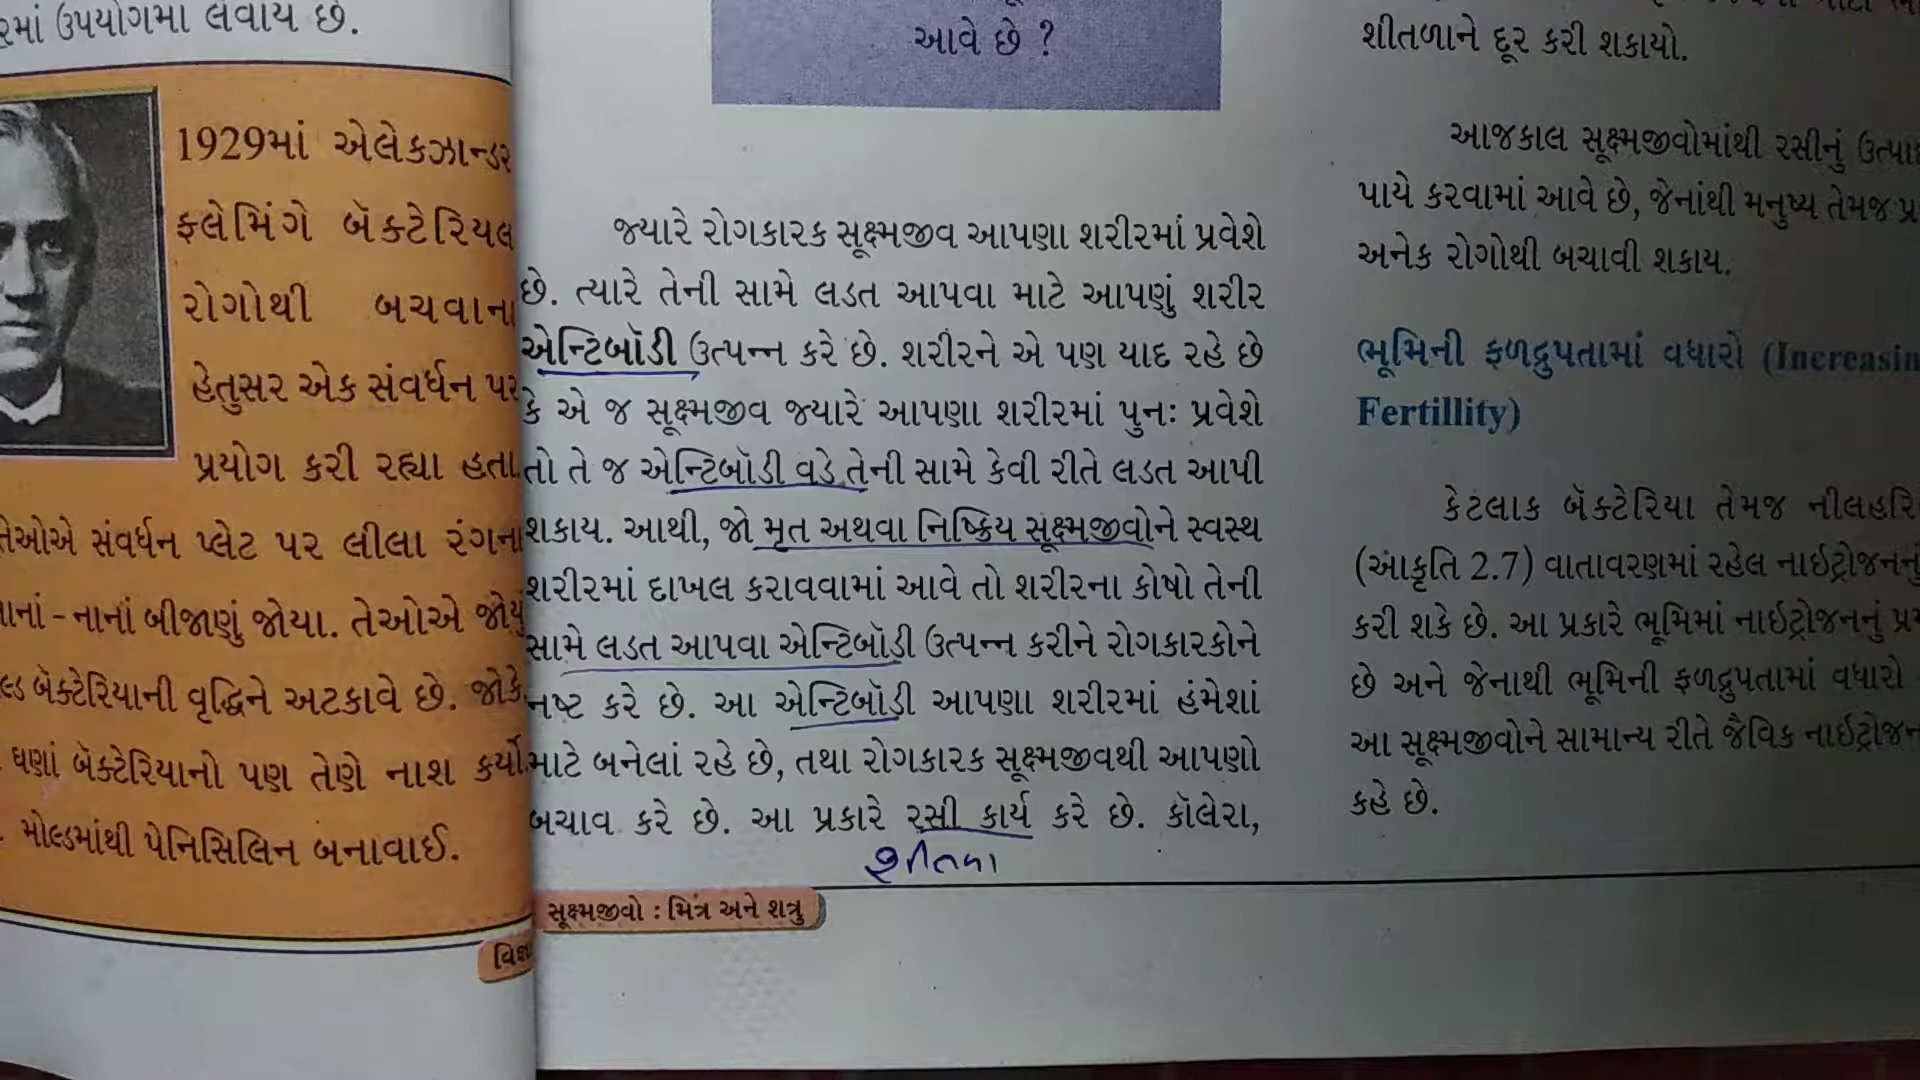 ઉપયોગમા લેવાય છે.
1929માં એલેકઝાન્ડર
ફ્લેમિંગે બૅક્ટેરિયલ
રોગોથી બચવાના
હેતુસર એક સંવર્ધન પર
પ્રયોગ કરી રહ્યા હતા.
તેઓએ સંવર્ધન પ્લેટ પર લીલા રંગના
નાનાં - નાનાં બીજાણું જોયા. તેઓએ જોયું
બૅક્ટેરિયાની વૃદ્ધિને અટકાવે છે. જોકે
ઘણાં બૅક્ટેરિયાનો પણ તેણે નાશ કર્યો.
મોલ્ડમાંથી પેનિસિલિન બનાવાઈ.
આવે છે ?
જ્યારે રોગકારક સૂક્ષ્મજીવ આપણા શરીરમાં પ્રવેશે
છે. ત્યારે તેની સામે લડત આપવા માટે આપણું શરીર
એન્ટિબૉડી ઉત્પન્ન કરે છે. શરીરને એ પણ યાદ રહે છે
કે એ જ સૂક્ષ્મજીવ જ્યારે આપણા શરીરમાં પુનઃ પ્રવેશે
તો તે જ એન્ટિબૉડી વડે તેની સામે કેવી રીતે લડત આપી
શકાય. આથી, જો મૃત અથવા નિષ્ક્રિય સૂક્ષ્મજીવોને સ્વસ્થ
શરીરમાં દાખલ કરાવવામાં આવે તો શરીરના કોષો તેની
સામે લડત આપવા એન્ટિબૉડી ઉત્પન્ન કરીને રોગકારકોને
નષ્ટ કરે છે. આ એન્ટિબૉડી આપણા શરીરમાં હંમેશાં
માટે બનેલાં રહે છે, તથા રોગકારક સૂક્ષ્મજીવથી આપણો
બચાવ કરે છે. આ પ્રકારે રસી કાર્ય કરે છે. કૉલેરા,
શીતળા
સૂક્ષ્મજીવો : મિત્ર અને શત્રુ
શીતળાને દૂર કરી શકાયો.
આજકાલ સૂક્ષ્મજીવોમાંથી રસીનું
પાયે કરવામાં આવે છે, જેનાંથી મનુષ્ય તેમજ
અનેક રોગોથી બચાવી શકાય.
ભૂમિની ફળદ્રુપતામાં વધારો (Increasin
Fertillity)
કેટલાક બૅક્ટેરિયા તેમજ નીલહરિ
(આકૃતિ 2.7) વાતાવરણમાં રહેલ નાઈટ્રોજનનું
કરી શકે છે. આ પ્રકારે ભૂમિમાં નાઈટ્રોજનનું
છે અને જેનાથી ભૂમિની ફળદ્રુપતામાં વધારો
આ સૂક્ષ્મજીવોને સામાન્ય રીતે જૈવિક નાઈટ્રોજન
કહે છે.